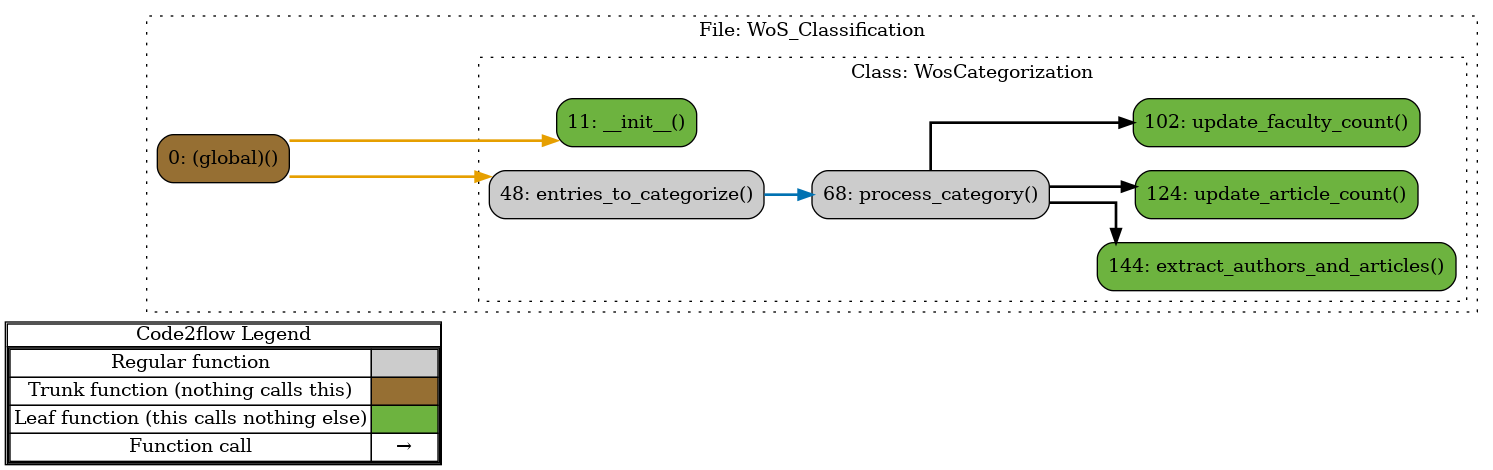 File: WoS_Classification
Class: WosCategorization
11: __init__()
102: update_faculty_count()
0: (global)()
48: entries_to_categorize()
68: process_category()
124: update_article_count()
144: extract_authors_and_articles()
Code2flow Legend
Regular function
Trunk function (nothing calls this)
Leaf function (this calls nothing else)
Function call →